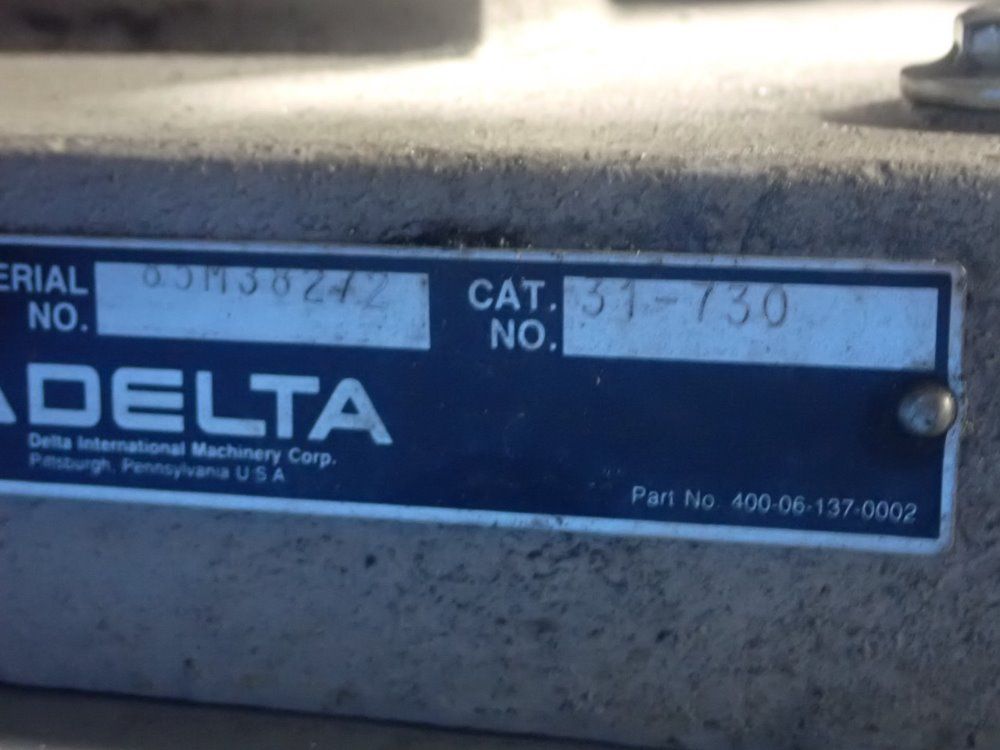 ERIAL NO. 85M38272
CAT. NO. 31-730
DELTA
Delta International Machinery Corp.
Pittsburgh, Pennsylvania U S A
Part No. 400-06-137-0002